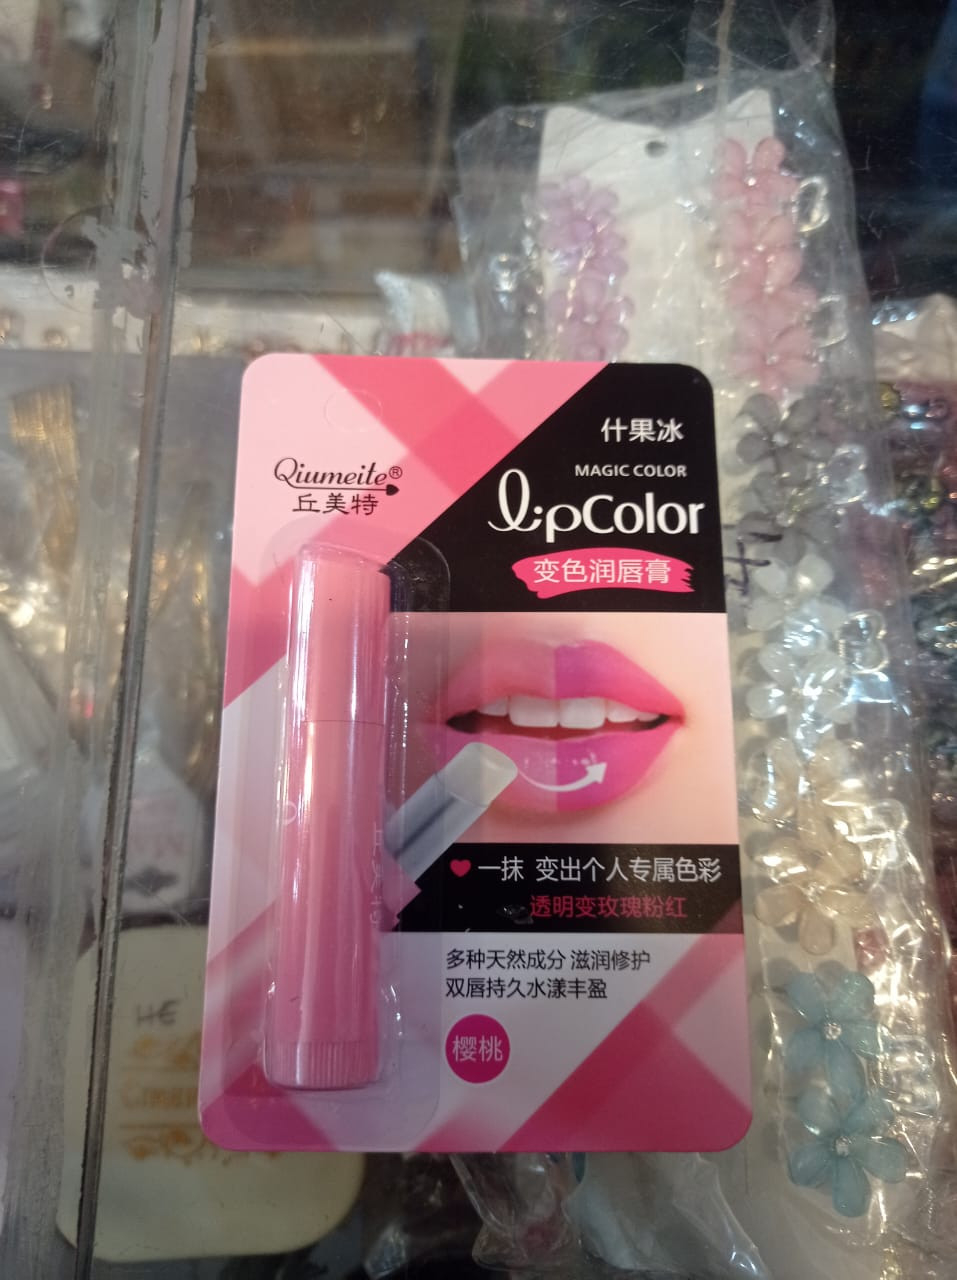 什果冰
MAGIC COLOR
Qiumeite®
丘美特
lipColor
变色润唇膏
一抹 变出个人专属色彩
透明变玫瑰粉红
多种天然成分 滋润修护
双唇持久水漾丰盈
樱桃
HE